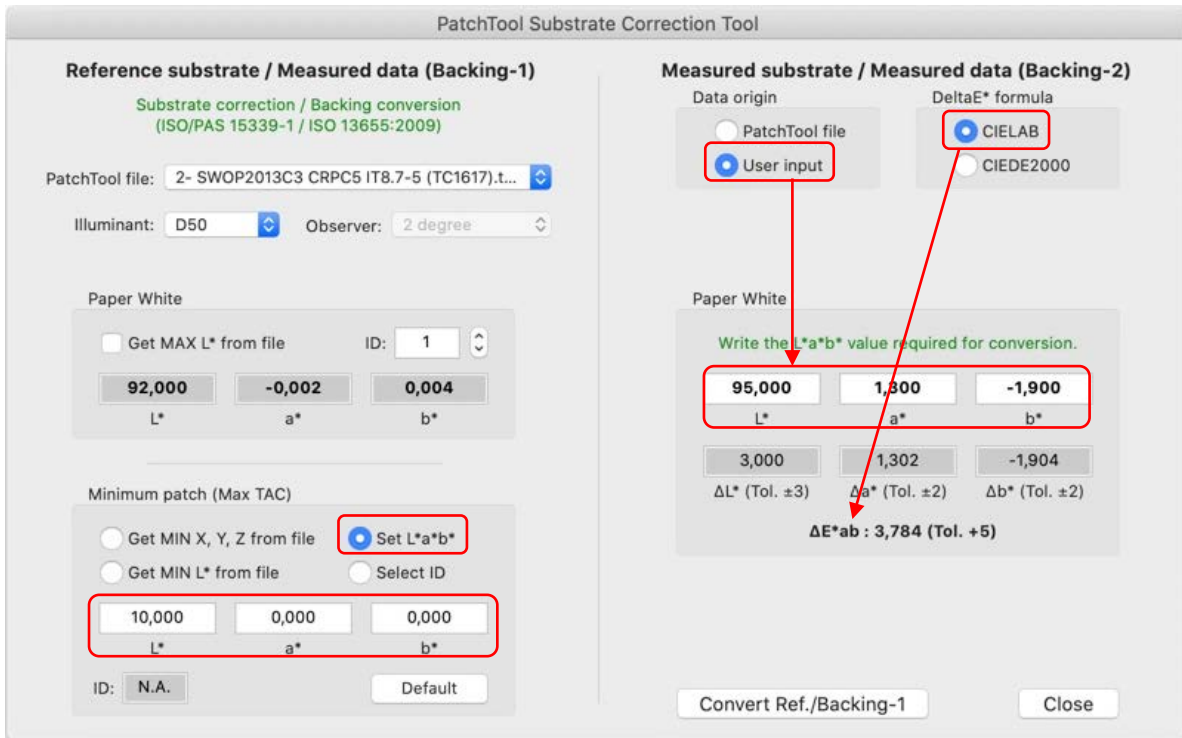 PatchTool Substrate Correction Tool
Reference substrate / Measured data (Backing-1)
Substrate correction / Backing conversion
(ISO/PAS 15339-1 / ISO 13655:2009)
PatchTool file: 2- SWOP2013C3 CRPC5 IT8.7-5 (TC1617).t...
Illuminant: D50 Observer: 2 degree
Paper White
Get MAX L* from file ID: 1
92,000 -0,002 0,004
L* a* b*
Minimum patch (Max TAC)
Get MIN X, Y, Z from file Set L*a*b*
Get MIN L* from file Select ID
10,000 0,000 0,000
L* a* b*
ID: N.A. Default
Measured substrate / Measured data (Backing-2)
Data origin DeltaE* formula
PatchTool file CIELAB
User input CIEDE2000
Paper White
Write the L*a*b* value required for conversion.
95,000 1,300 -1,900
L* a* b*
3,000 1,302 -1,904
ΔL* (Tol. ±3) Δa* (Tol. ±2) Δb* (Tol. ±2)
ΔE*ab : 3,784 (Tol. +5)
Convert Ref./Backing-1 Close